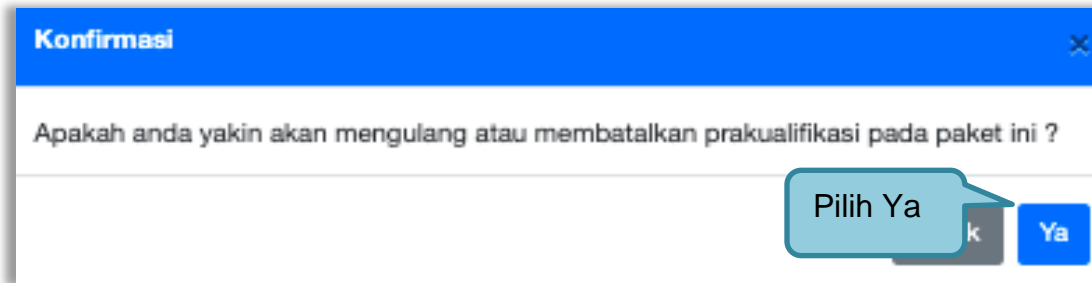 Konfirmasi ×
Apakah anda yakin akan mengulang atau membatalkan prakualifikasi pada paket ini ?
Pilih Ya
Ya